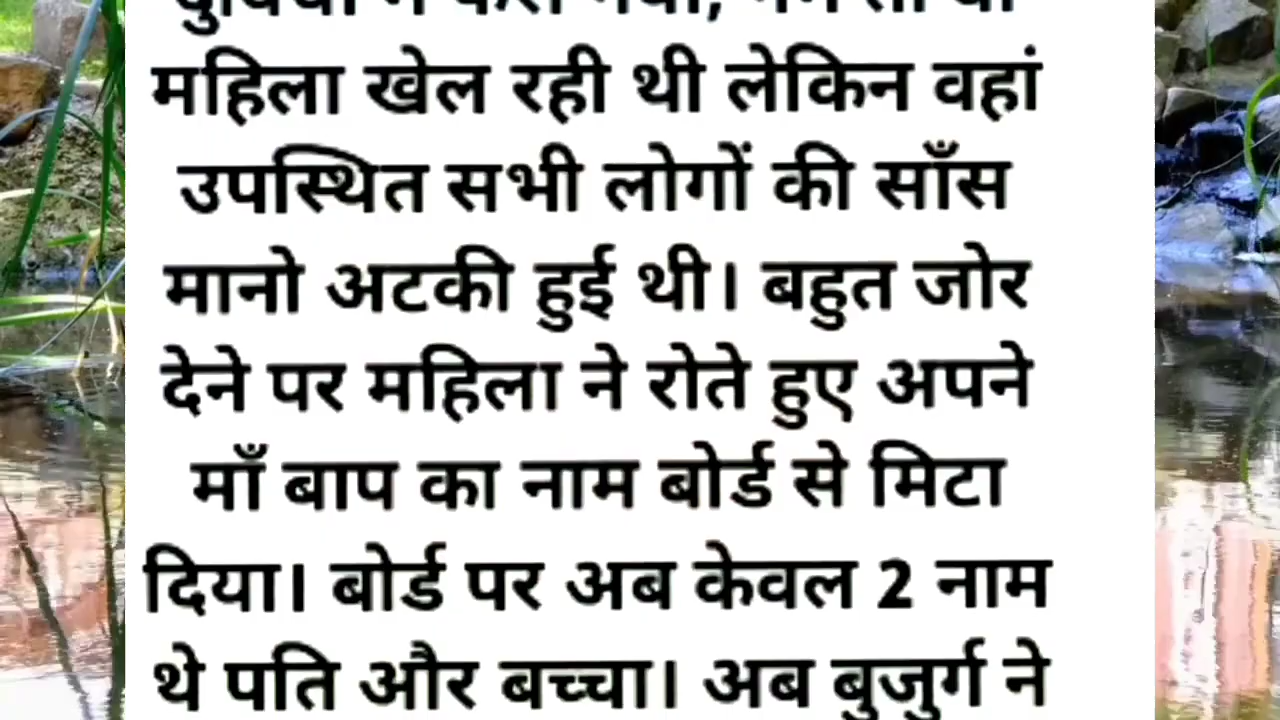 महिला खेल रही थी लेकिन वहां
उपस्थित सभी लोगों की साँस
मानो अटकी हुई थी। बहुत जोर
देने पर महिला ने रोते हुए अपने
माँ बाप का नाम बोर्ड से मिटा
दिया। बोर्ड पर अब केवल 2 नाम
थे पति और बच्चा। अब बुजुर्ग ने